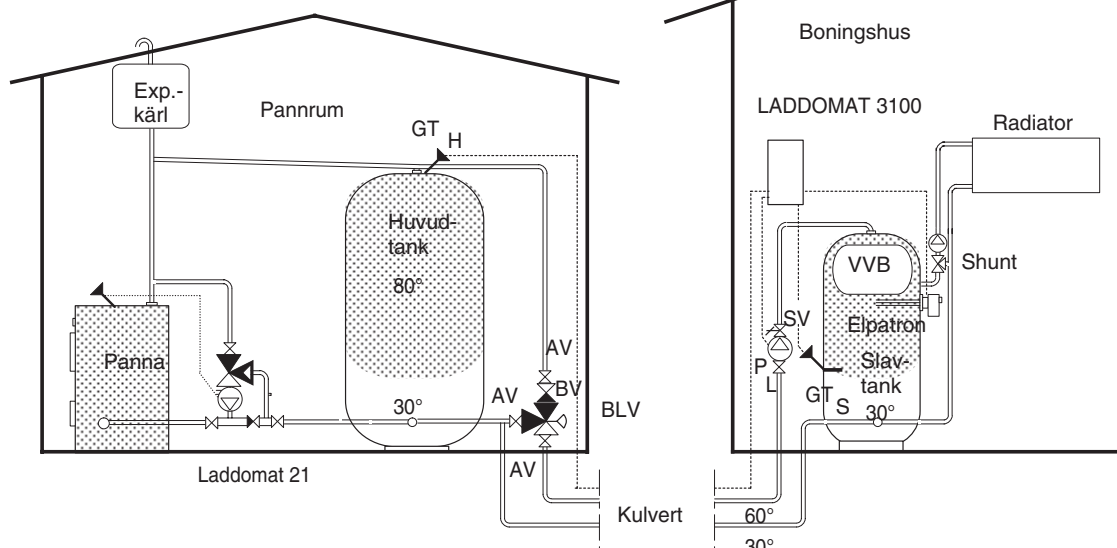 Boningshus
Exp.-
kärl
Pannrum
GT
H
LADDOMAT 3100
Radiator
Huvud-
tank
80°
VVB
Shunt
SV
Elpatron
Panna
AV
P
L
Slav-
tank
GT
S
30°
AV
BV
BLV
30°
AV
Laddomat 21
Kulvert
60°
30°